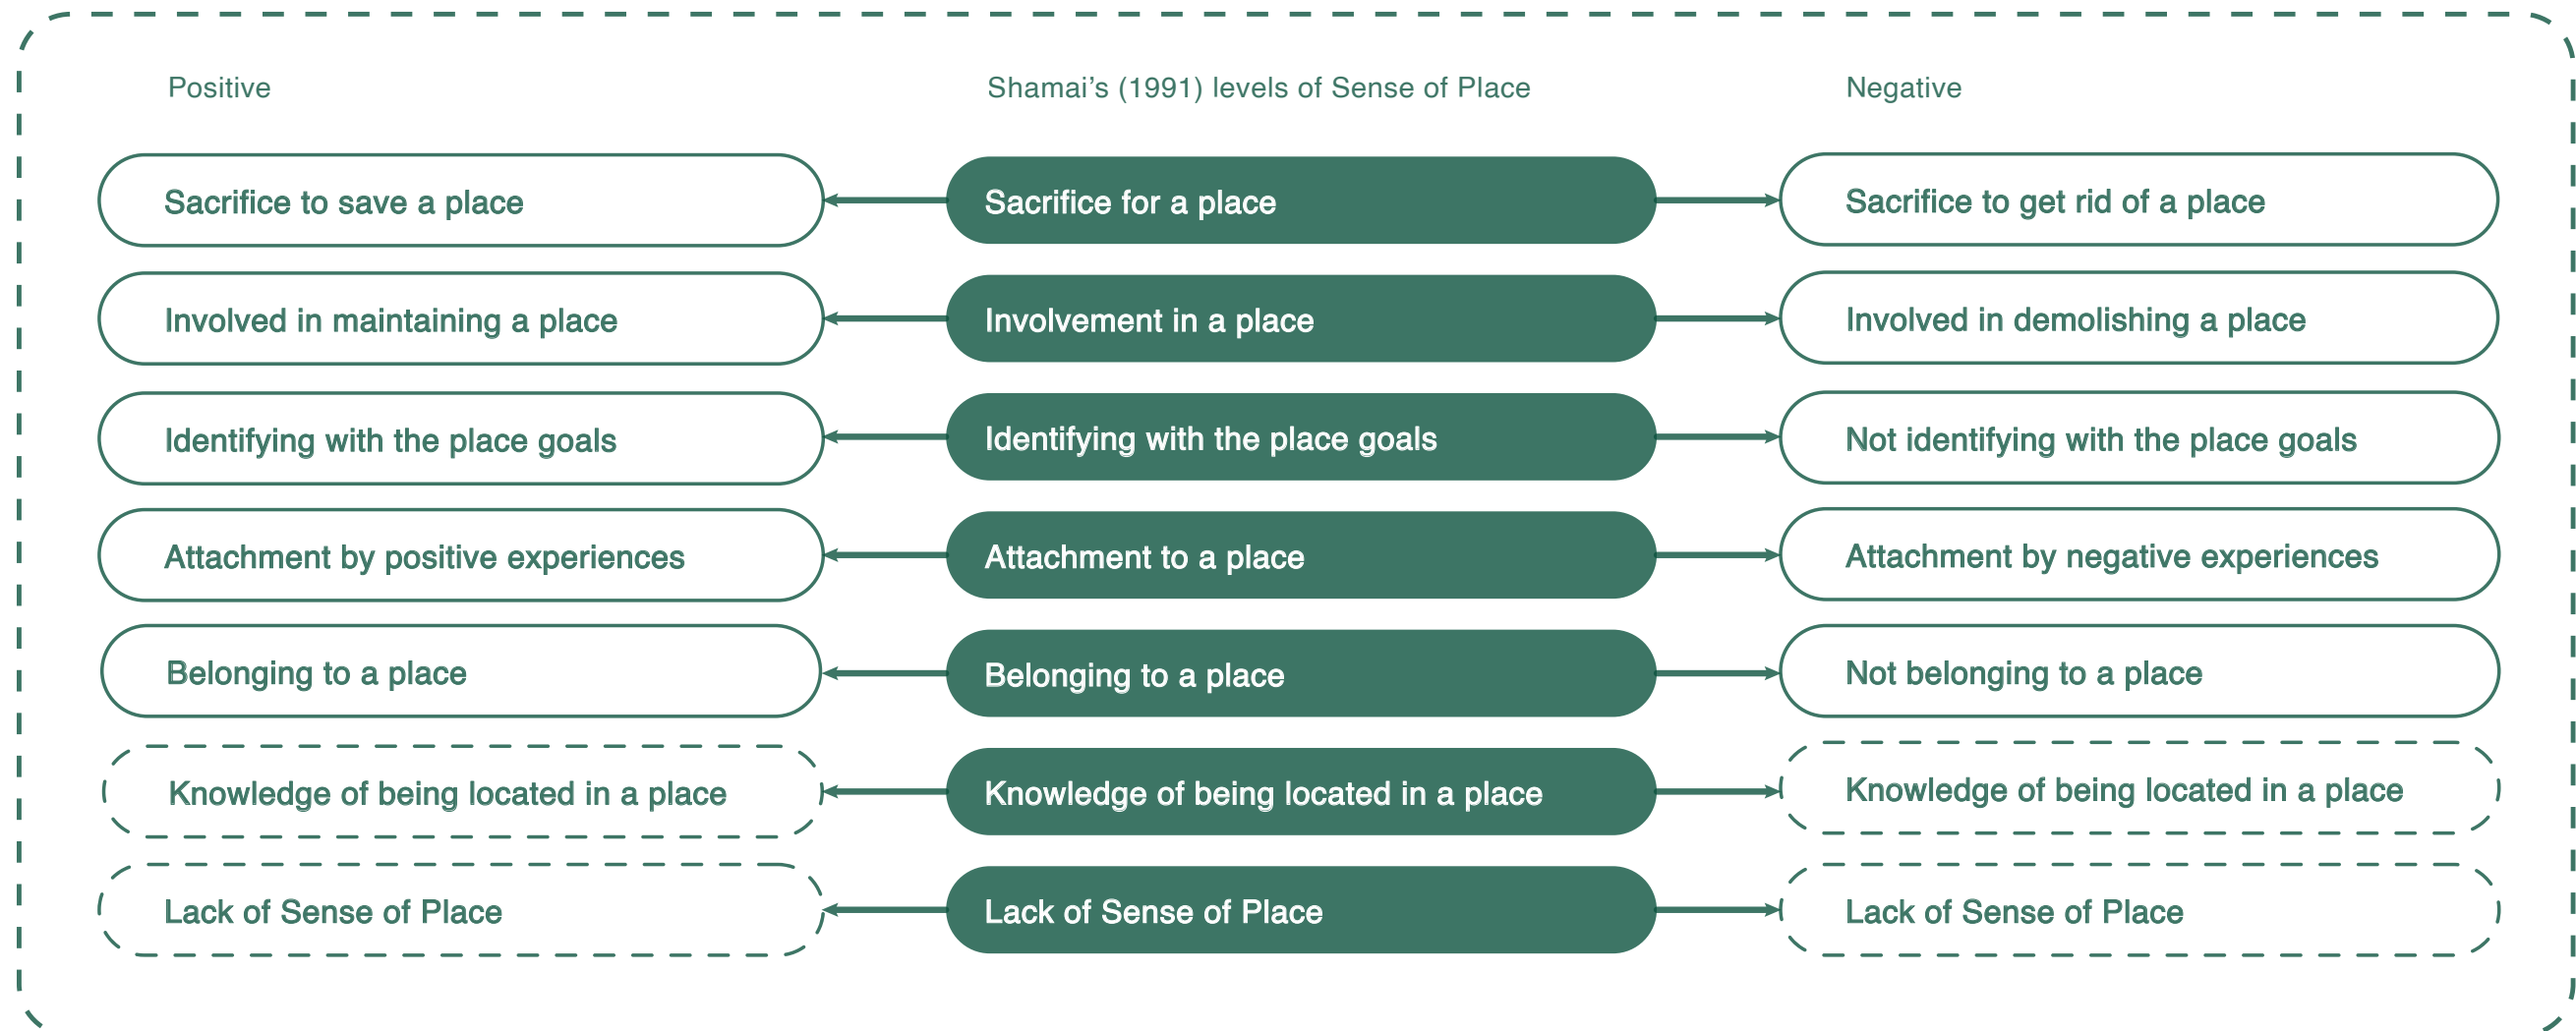 Positive
Shamai’s (1991) levels of Sense of Place
Negative
Sacrifice to save a place
Sacrifice for a place
Sacrifice to get rid of a place
Involved in maintaining a place
Involvement in a place
Involved in demolishing a place
Identifying with the place goals
Identifying with the place goals
Not identifying with the place goals
Attachment by positive experiences
Attachment to a place
Attachment by negative experiences
Belonging to a place
Belonging to a place
Not belonging to a place
Knowledge of being located in a place
Knowledge of being located in a place
Knowledge of being located in a place
Lack of Sense of Place
Lack of Sense of Place
Lack of Sense of Place